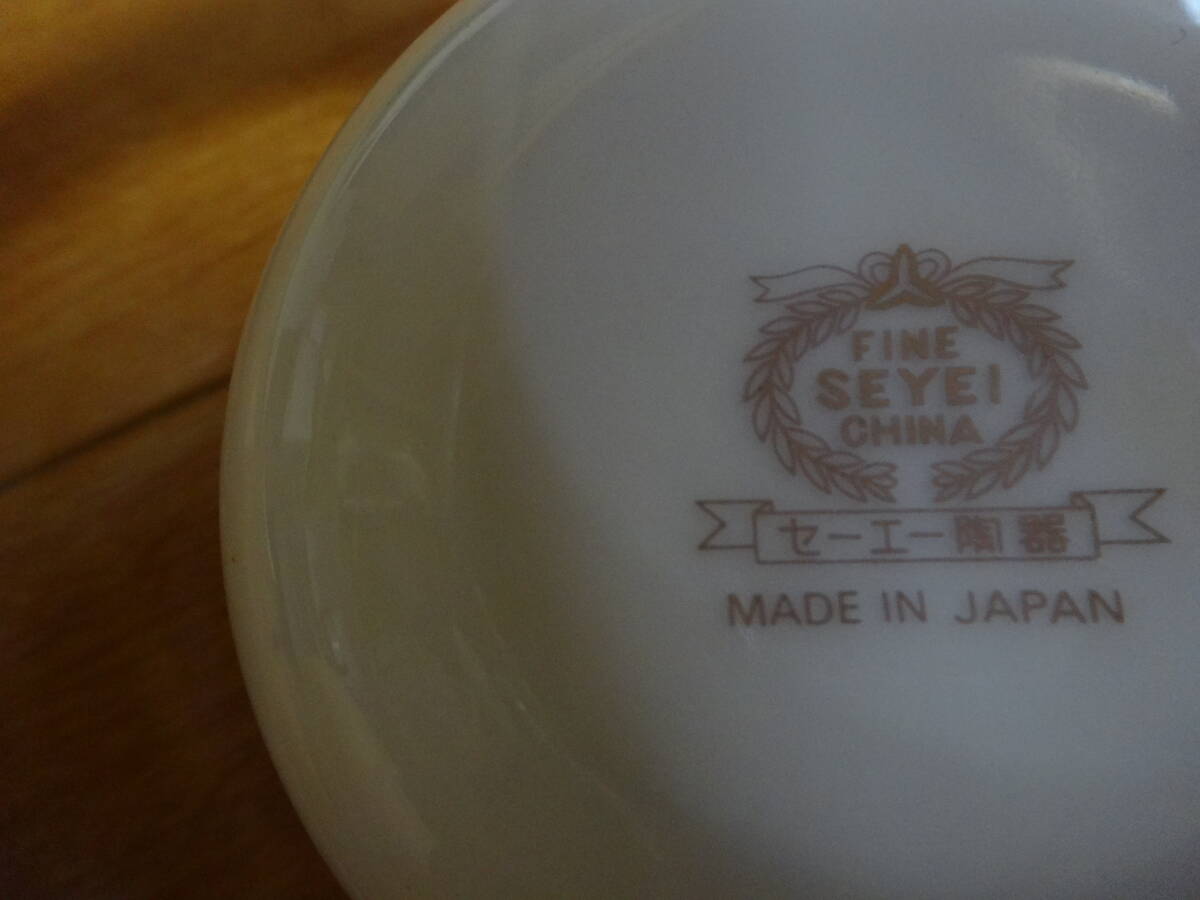 FINE
SEYEI
CHINA
セーエー陶器
MADE IN JAPAN